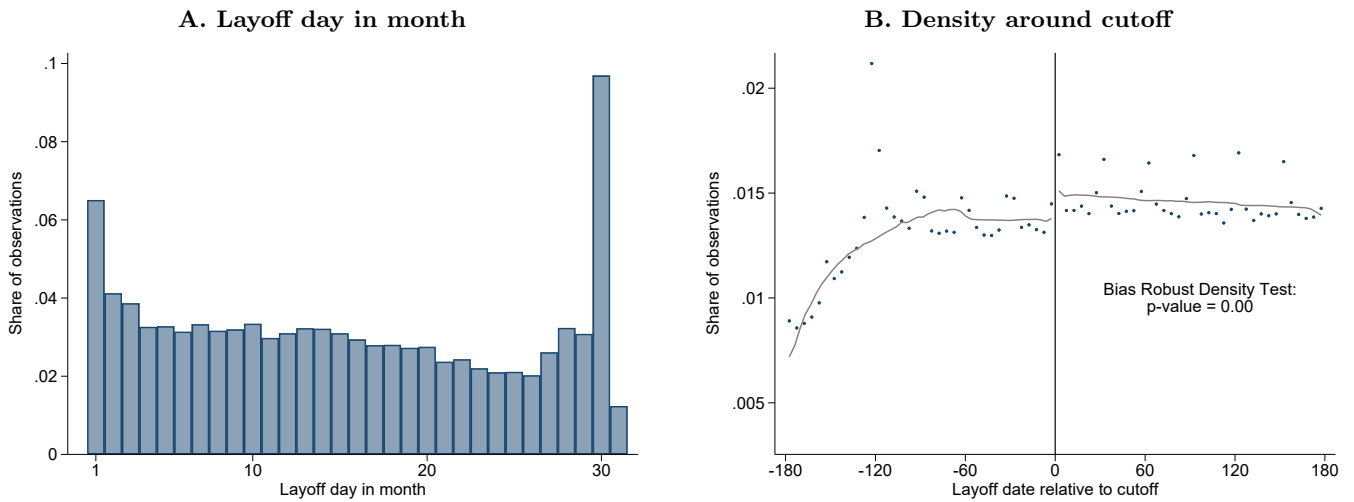 A. Layoff day in month
.1
.08
.06
.04
.02
0
Share of observations
1
10
20
30
Layoff day in month
B. Density around cutoff
.02
.015
.01
.005
Share of observations
Bias Robust Density Test:
p-value = 0.00
-180
-120
-60
0
60
120
180
Layoff date relative to cutoff